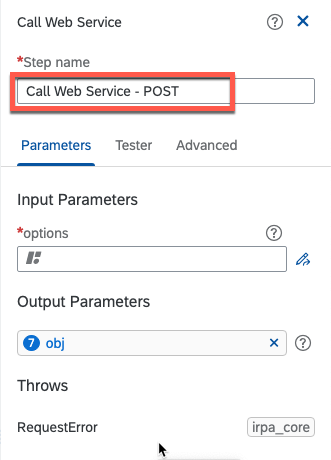 Call Web Service
*Step name
Call Web Service - POST
Parameters
Tester
Advanced
Input Parameters
*options
Output Parameters
7 obj
Throws
RequestError
irpa_core